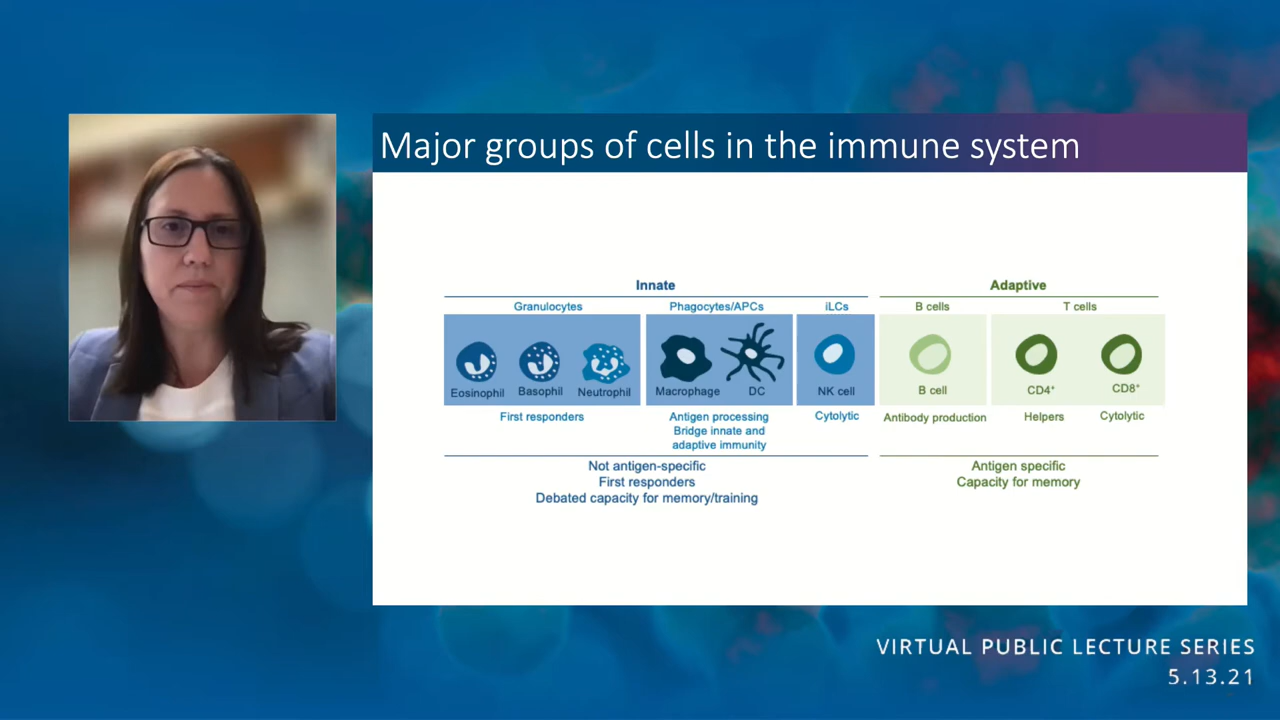 Major groups of cells in the immune system
Innate
Granulocytes
Phagocytes/APCs
iLCs
Eosinophil
Basophil
Neutrophil
Macrophage
DC
NK cell
First responders
Antigen processing
Bridge innate and
adaptive immunity
Cytolytic
Not antigen-specific
First responders
Debated capacity for memory/training
Adaptive
B cells
T cells
B cell
CD4⁺
CD8⁺
Antibody production
Helpers
Cytolytic
Antigen specific
Capacity for memory
VIRTUAL PUBLIC LECTURE SERIES
5.13.21